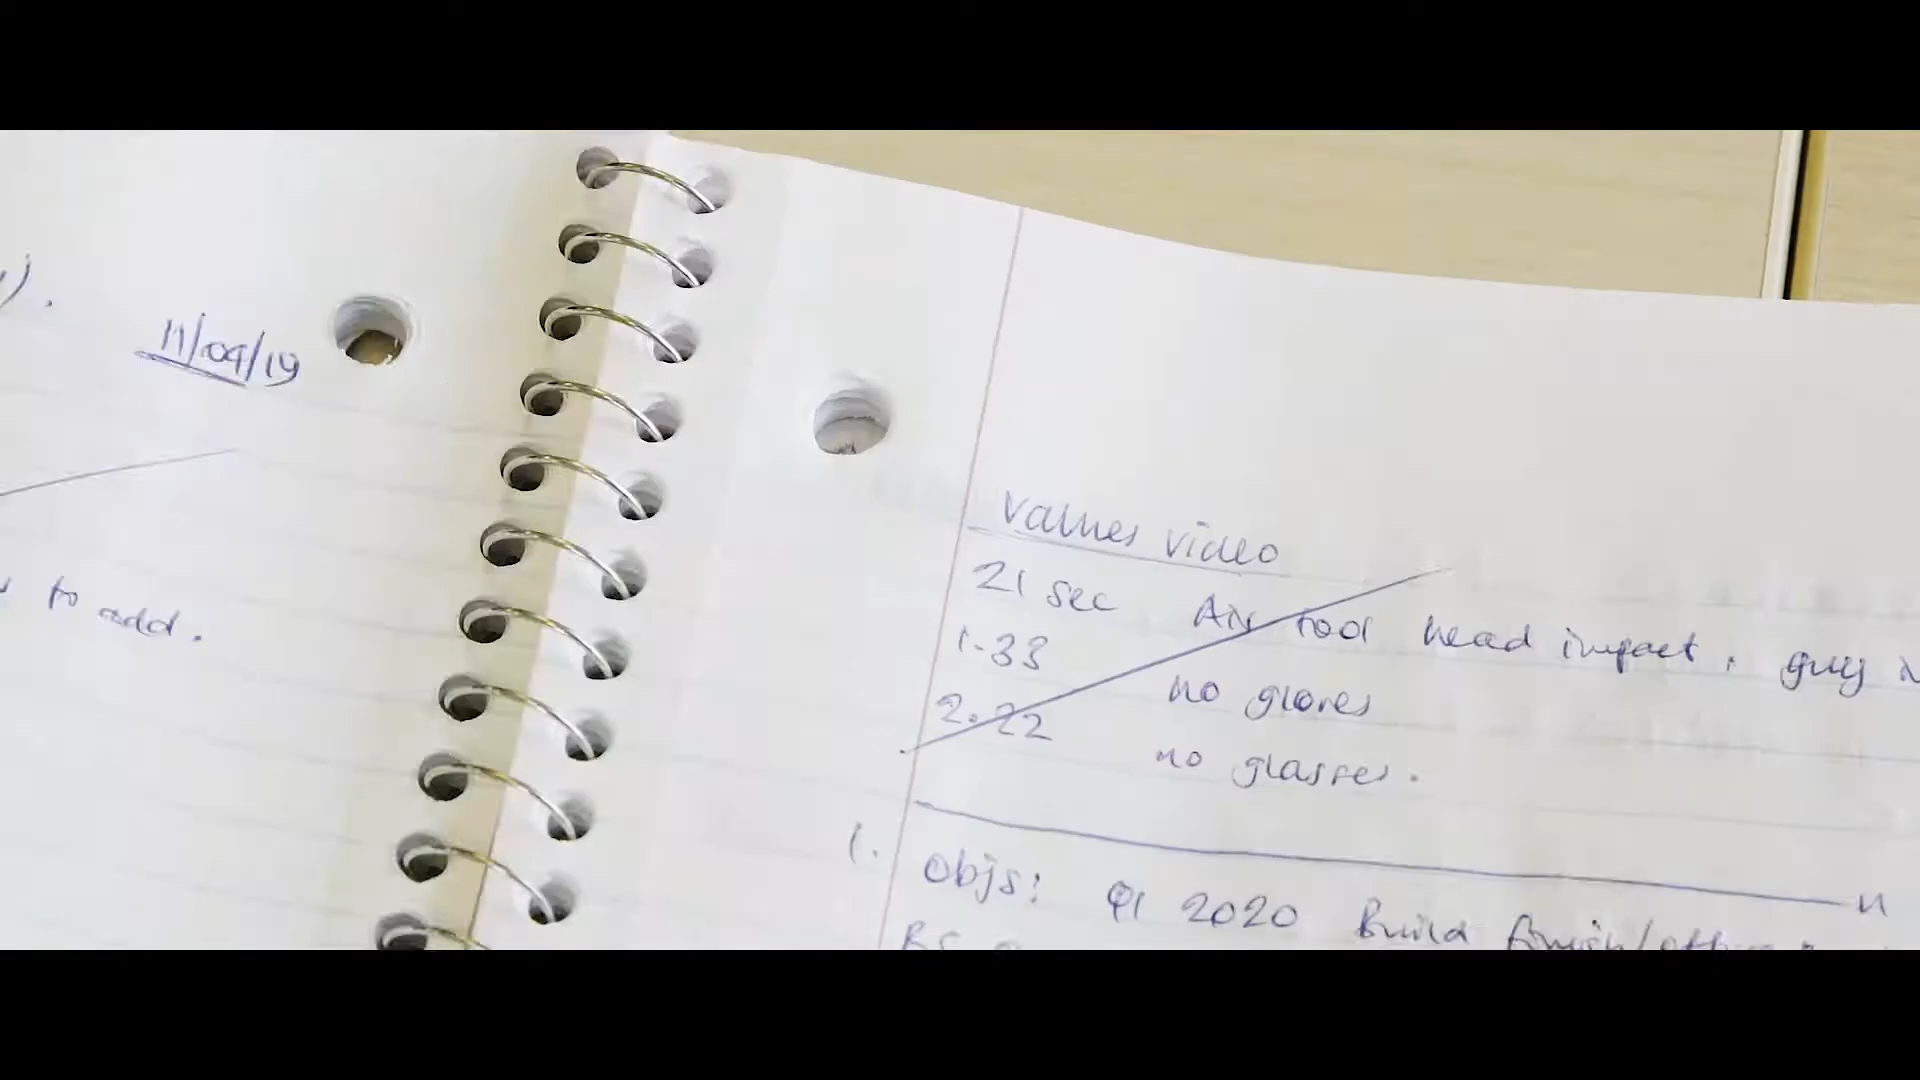 11/09/19
to add.
Values video
21 sec Air tool head impact, guy
1.33 no gloves
2.22 no glasses.
1. Objs: Q1 2020 Build finish/